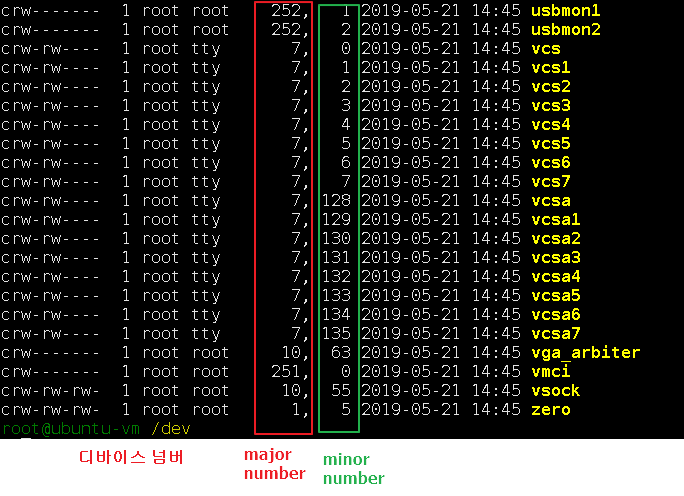 crw------- 1 root root 252, 1 2019-05-21 14:45 usbmon1
crw------- 1 root root 252, 2 2019-05-21 14:45 usbmon2
crw-rw---- 1 root tty 7, 0 2019-05-21 14:45 vcs
crw-rw---- 1 root tty 7, 1 2019-05-21 14:45 vcs1
crw-rw---- 1 root tty 7, 2 2019-05-21 14:45 vcs2
crw-rw---- 1 root tty 7, 3 2019-05-21 14:45 vcs3
crw-rw---- 1 root tty 7, 4 2019-05-21 14:45 vcs4
crw-rw---- 1 root tty 7, 5 2019-05-21 14:45 vcs5
crw-rw---- 1 root tty 7, 6 2019-05-21 14:45 vcs6
crw-rw---- 1 root tty 7, 7 2019-05-21 14:45 vcs7
crw-rw---- 1 root tty 7, 128 2019-05-21 14:45 vcsa
crw-rw---- 1 root tty 7, 129 2019-05-21 14:45 vcsa1
crw-rw---- 1 root tty 7, 130 2019-05-21 14:45 vcsa2
crw-rw---- 1 root tty 7, 131 2019-05-21 14:45 vcsa3
crw-rw---- 1 root tty 7, 132 2019-05-21 14:45 vcsa4
crw-rw---- 1 root tty 7, 133 2019-05-21 14:45 vcsa5
crw-rw---- 1 root tty 7, 134 2019-05-21 14:45 vcsa6
crw-rw---- 1 root tty 7, 135 2019-05-21 14:45 vcsa7
crw------- 1 root root 10, 63 2019-05-21 14:45 vga_arbiter
crw------- 1 root root 251, 0 2019-05-21 14:45 vmci
crw-rw-rw- 1 root root 10, 55 2019-05-21 14:45 vsock
crw-rw-rw- 1 root root 1, 5 2019-05-21 14:45 zero
root@ubuntu-vm /dev
디바이스 넘버
major
number
minor
number